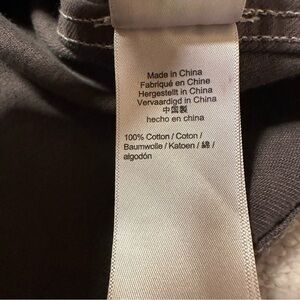 Made in China
Fabriqué en Chine
Hergestellt in China
Vervaardigd in China
中国製
hecho en china
100% Cotton / Coton /
Baumwolle / Katoen / 綿 /
algodón